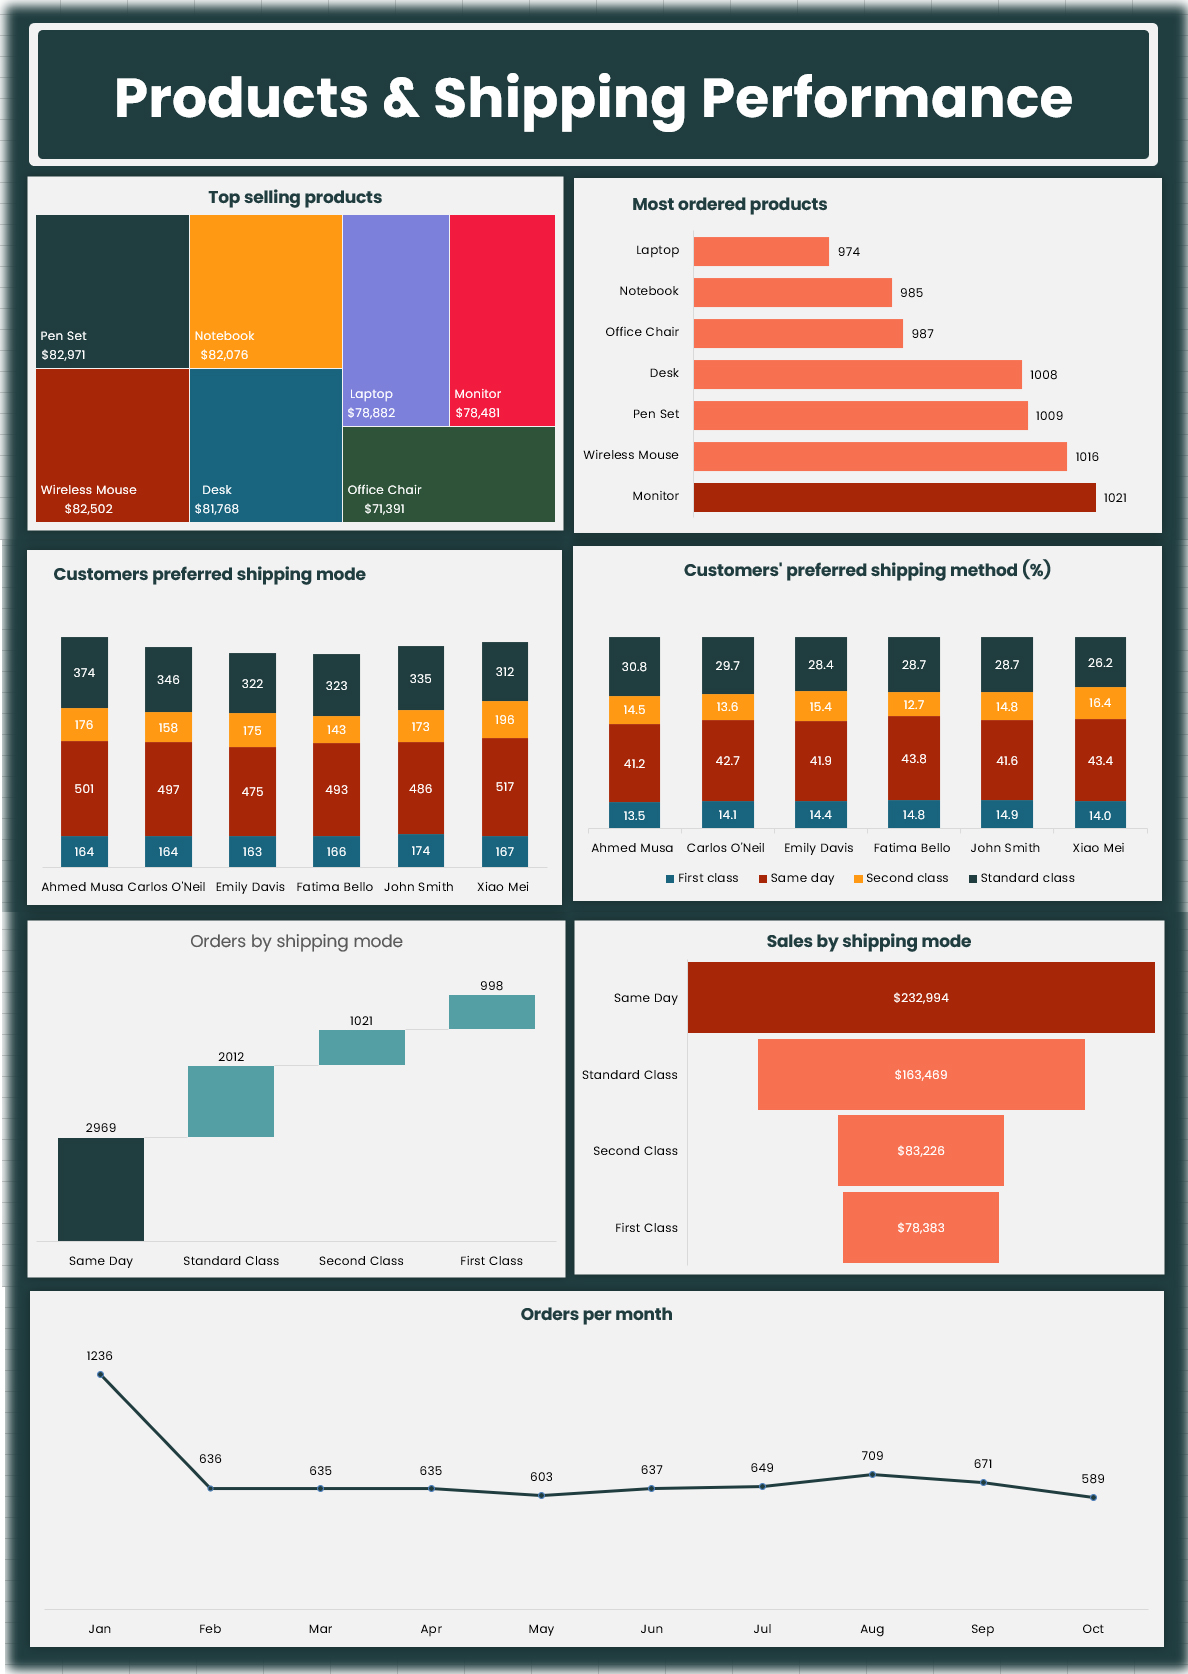 Products & Shipping Performance
Top selling products
Pen Set
$82,971
Notebook
$82,076
Laptop
$78,882
Monitor
$78,481
Wireless Mouse
$82,502
Desk
$81,768
Office Chair
$71,391
Most ordered products
Laptop 974
Notebook 985
Office Chair 987
Desk 1008
Pen Set 1009
Wireless Mouse 1016
Monitor 1021
Customers preferred shipping mode
374 346 322 323 335 312
176 158 175 143 173 196
501 497 475 493 486 517
164 164 163 166 174 167
Ahmed Musa Carlos O'Neil Emily Davis Fatima Bello John Smith Xiao Mei
Customers' preferred shipping method (%)
30.8 29.7 28.4 28.7 28.7 26.2
14.5 13.6 15.4 12.7 14.8 16.4
41.2 42.7 41.9 43.8 41.6 43.4
13.5 14.1 14.4 14.8 14.9 14.0
Ahmed Musa Carlos O'Neil Emily Davis Fatima Bello John Smith Xiao Mei
First class Same day Second class Standard class
Orders by shipping mode
998
1021
2012
2969
Same Day Standard Class Second Class First Class
Sales by shipping mode
Same Day $232,994
Standard Class $163,469
Second Class $83,226
First Class $78,383
Orders per month
1236 636 635 635 603 637 649 709 671 589
Jan Feb Mar Apr May Jun Jul Aug Sep Oct